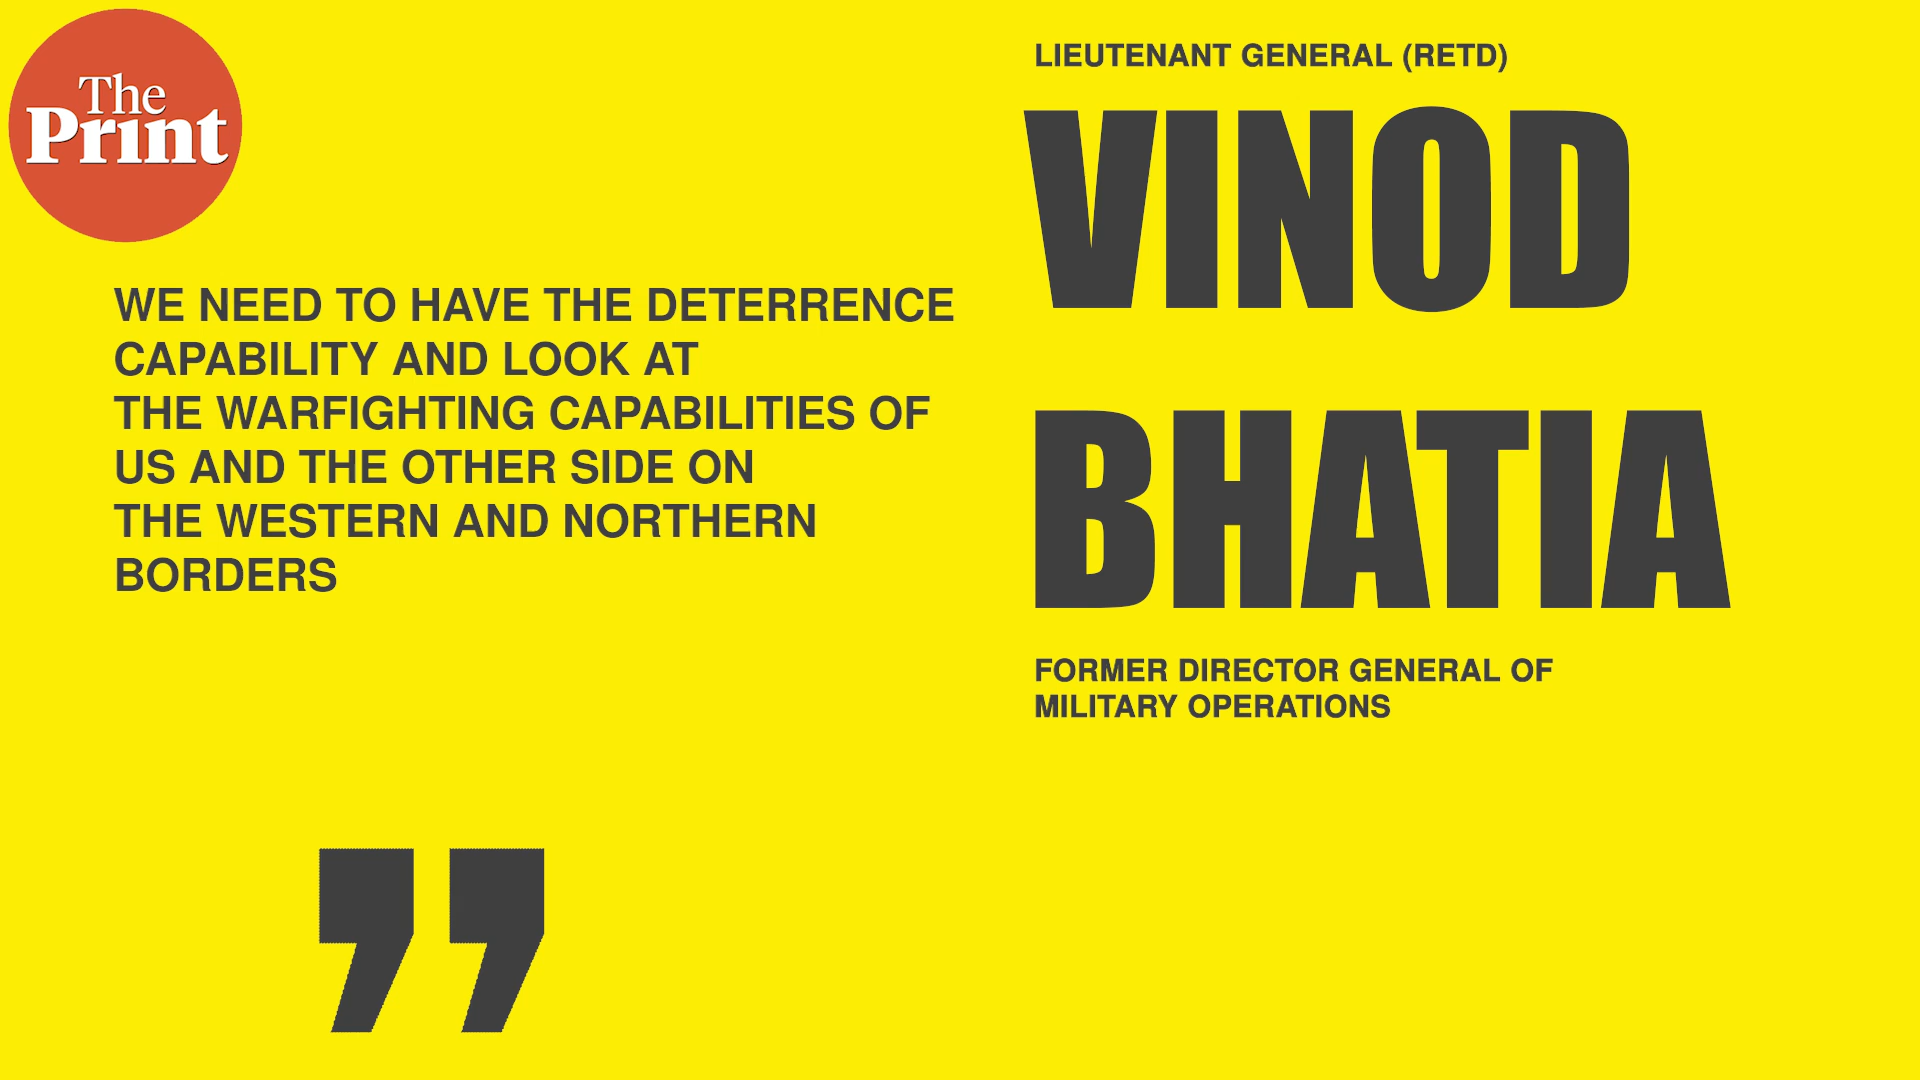 The
Print
WE NEED TO HAVE THE DETERRENCE
CAPABILITY AND LOOK AT
THE WARFIGHTING CAPABILITIES OF
US AND THE OTHER SIDE ON
THE WESTERN AND NORTHERN
BORDERS
”
LIEUTENANT GENERAL (RETD)
VINOD
BHATIA
FORMER DIRECTOR GENERAL OF
MILITARY OPERATIONS